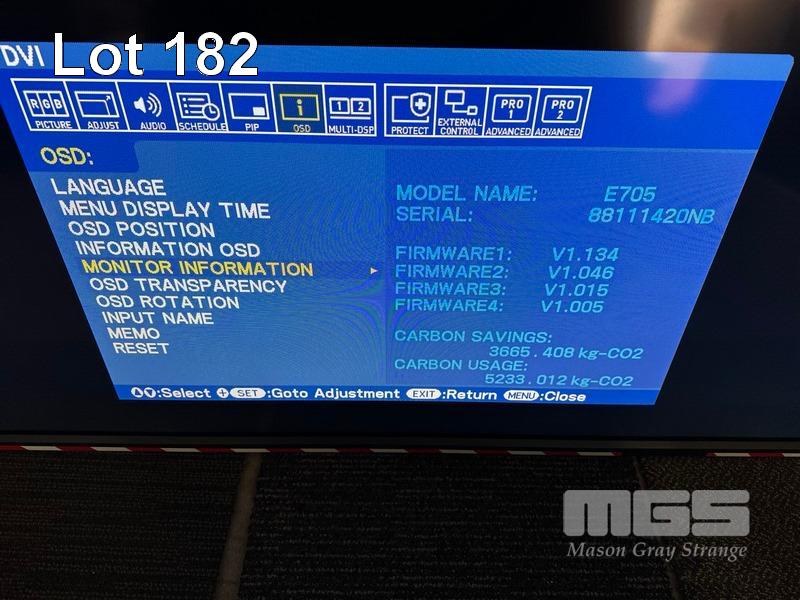 DVI
Lot 182
RGB
PICTURE ADJUST AUDIO SCHEDULE PIP OSD MULTI-DSP PROTECT EXTERNAL CONTROL ADVANCED ADVANCED
1 2
PRO 1
PRO 2
OSD:
LANGUAGE
MENU DISPLAY TIME
OSD POSITION
INFORMATION OSD
MONITOR INFORMATION
OSD TRANSPARENCY
OSD ROTATION
INPUT NAME
MEMO
RESET
MODEL NAME: E705
SERIAL: 88111420NB
FIRMWARE1: V1.134
FIRMWARE2: V1.046
FIRMWARE3: V1.015
FIRMWARE4: V1.005
CARBON SAVINGS:
3665.408 kg-CO2
CARBON USAGE:
5233.012 kg-CO2
:Select + SET :Goto Adjustment EXIT :Return MENU :Close
MGS
Mason Gray Strange